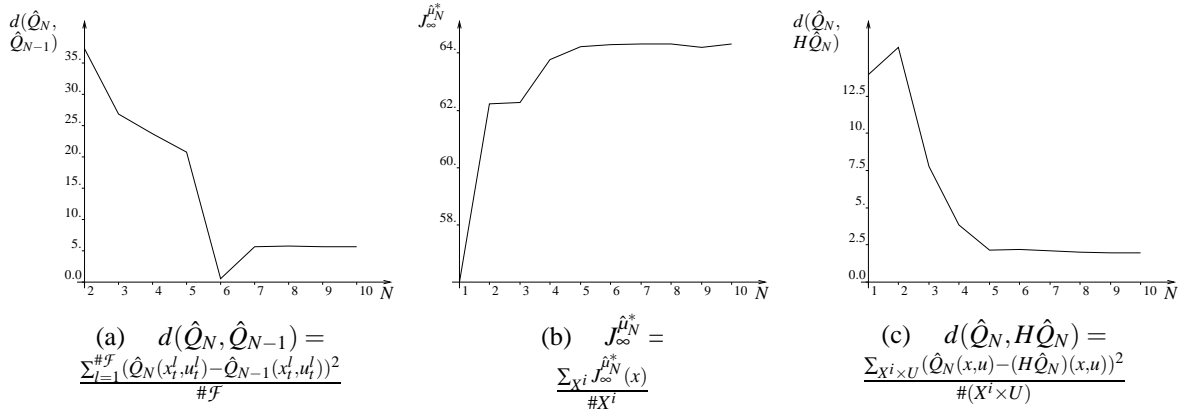 d(Q̂_N,
Q̂_{N−1})
35.
30.
25.
20.
15.
10.
5.
0.0
2 3 4 5 6 7 8 9 10 N
J_∞^{μ̂*_N}
64.
62.
60.
58.
1 2 3 4 5 6 7 8 9 10 N
d(Q̂_N,
HQ̂_N)
12.5
10.
7.5
5.
2.5
0.0
1 2 3 4 5 6 7 8 9 10 N
(a) d(Q̂_N, Q̂_{N−1}) =
∑_{l=1}^{#ℱ} (Q̂_N(x_t^l,u_t^l)−Q̂_{N−1}(x_t^l,u_t^l))²
#ℱ
(b) J_∞^{μ̂*_N} =
∑_{X^i} J_∞^{μ̂*_N}(x)
#X^i
(c) d(Q̂_N, HQ̂_N) =
∑_{X^i×U} (Q̂_N(x,u)−(HQ̂_N)(x,u))²
#(X^i×U)